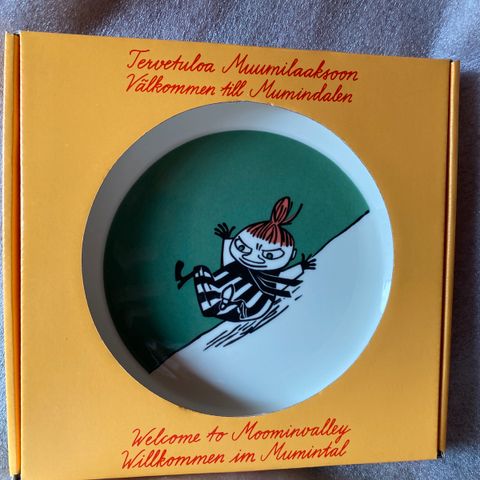 Tervetuloa Muumilaaksoon
Välkommen till Mumindalen
Welcome to Moominvalley
Willkommen im Mumintal